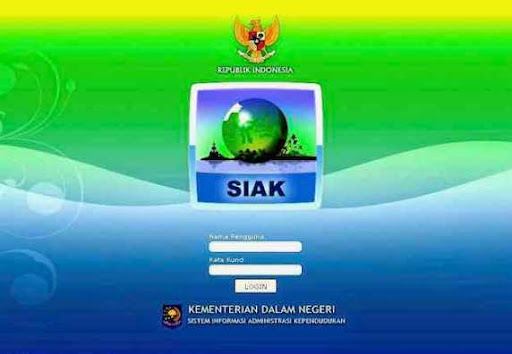 REPUBLIK INDONESIA
SIAK
Nama Pengguna
Kata Kunci
LOGIN
KEMENTERIAN DALAM NEGERI
SISTEM INFORMASI ADMINISTRASI KEPENDUDUKAN